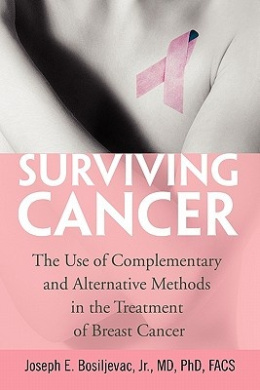 SURVIVING
CANCER
The Use of Complementary
and Alternative Methods
in the Treatment
of Breast Cancer
Joseph E. Bosiljevac, Jr., MD, PhD, FACS